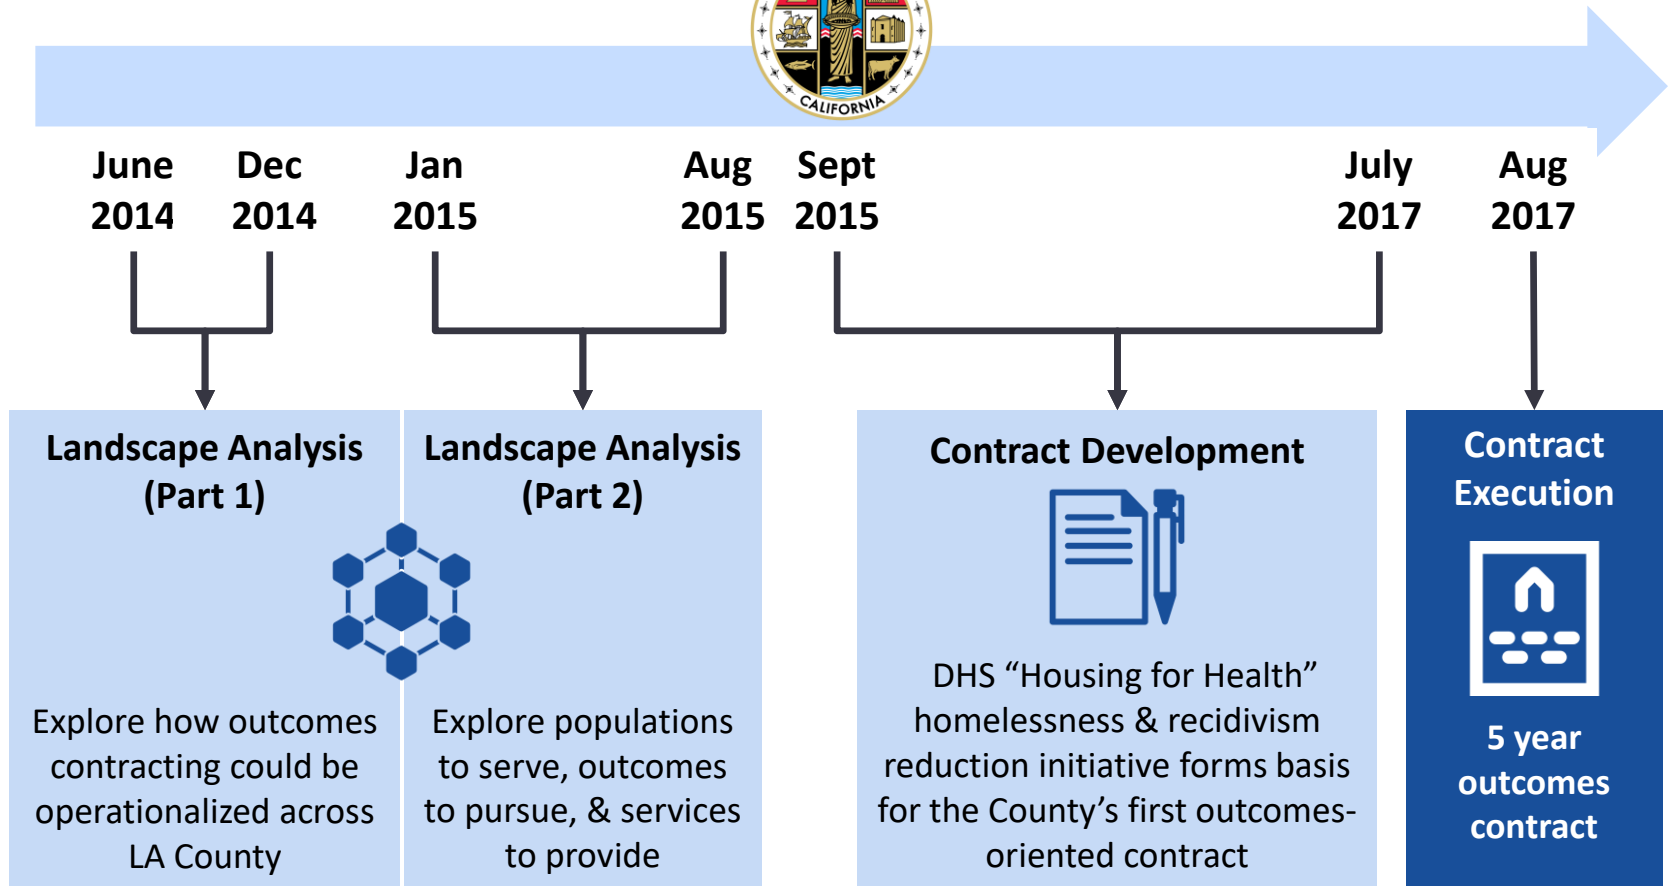 CALIFORNIA
June Dec Jan Aug Sept July Aug
2014 2014 2015 2015 2015 2017 2017
Landscape Analysis
(Part 1)
Explore how outcomes
contracting could be
operationalized across
LA County
Landscape Analysis
(Part 2)
Explore populations
to serve, outcomes
to pursue, & services
to provide
Contract Development
DHS “Housing for Health”
homelessness & recidivism
reduction initiative forms basis
for the County’s first outcomes-
oriented contract
Contract
Execution
5 year
outcomes
contract